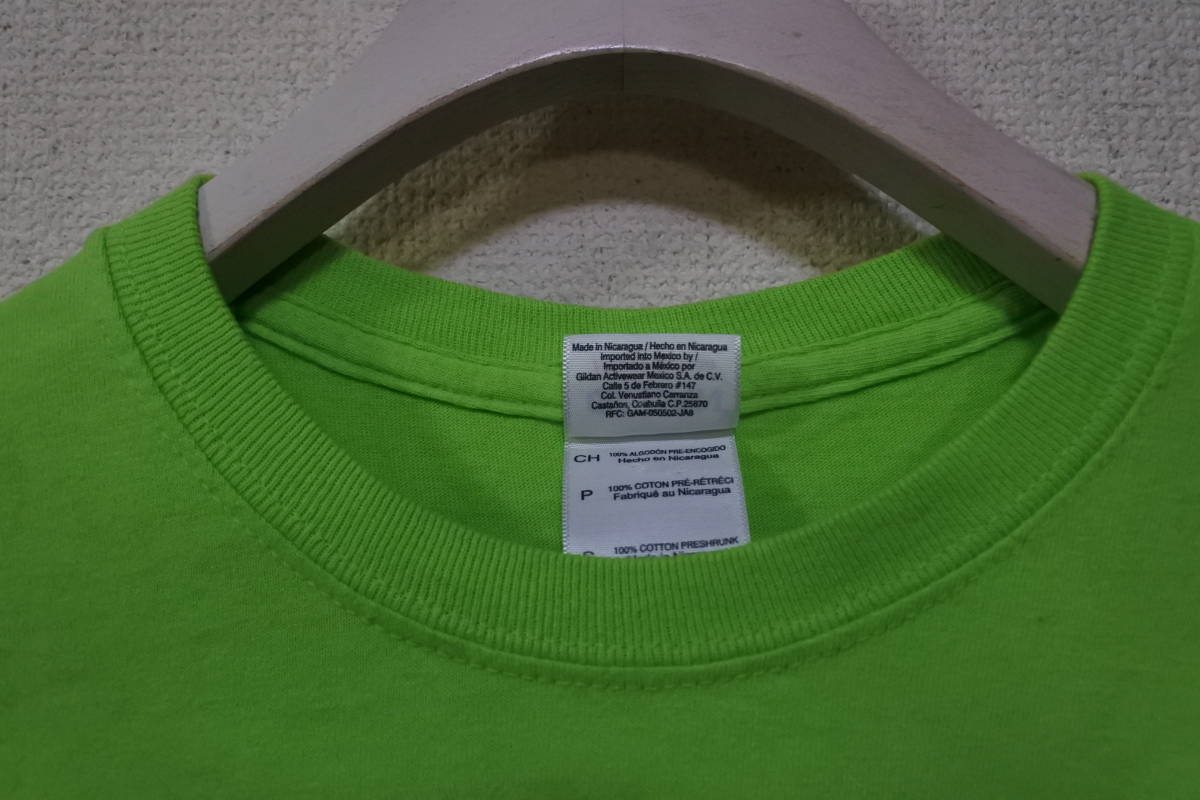 Made in Nicaragua / Hecho en Nicaragua
Imported into Mexico by /
Importado a México por
Gildan Activewear Mexico S.A. de C.V.
Calle 5 de Febrero #147
Col. Venustiano Carranza
Castaños, Coahuila C.P.25870
RFC: GAM-050502-JA8
CH 100% ALGODÓN PRE-ENCOGIDO
Hecho en Nicaragua
P 100% COTON PRÉ-RÉTRÉCI
Fabriqué au Nicaragua
100% COTTON PRESHRUNK